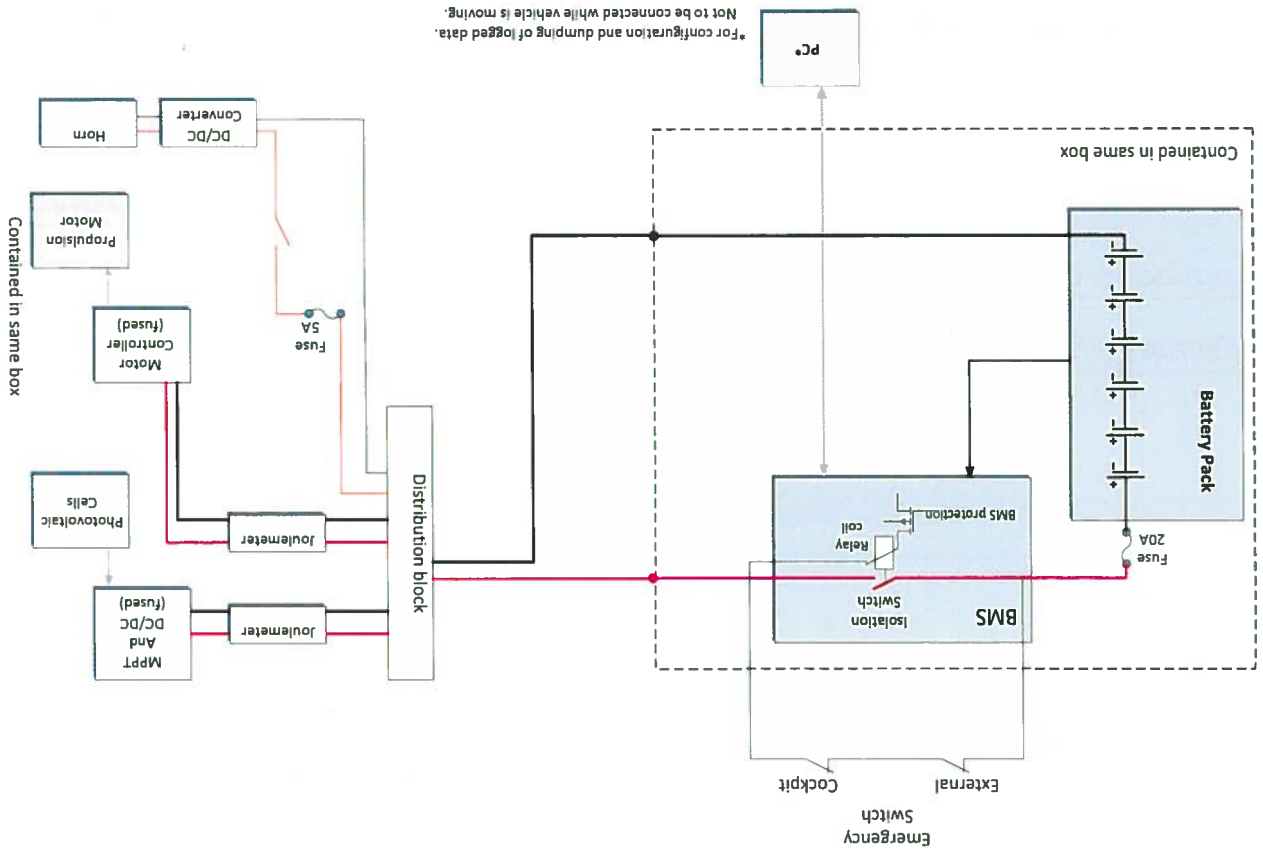 Emergency
Switch
External
Cockpit
BMS
Isolation
Switch
Relay
coil
BMS protection
Fuse
20A
Battery Pack
- +
- +
- +
- +
- +
- +
Contained in same box
PC*
*For configuration and dumping of logged data.
Not to be connected while vehicle is moving.
Distribution block
Joulemeter
MPPT
And
DC/DC
(fused)
Photovoltaic
Cells
Joulemeter
Motor
Controller
(fused)
Propulsion
Motor
Fuse
5A
DC/DC
Converter
Horn
Contained in same box